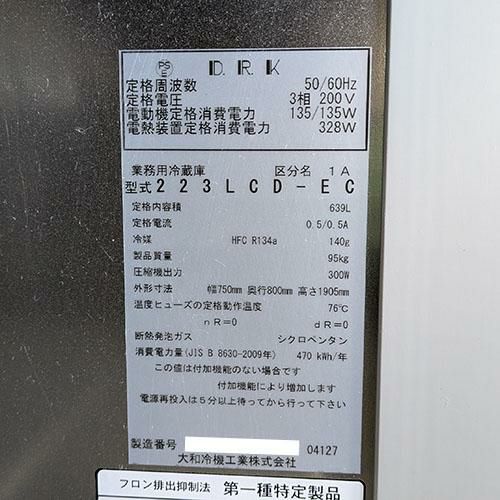 PS E D.R.K
定格周波数 50/60Hz
定格電圧 3相 200V
電動機定格消費電力 135/135W
電熱装置定格消費電力 328W
業務用冷蔵庫 区分名 1A
型式 223LCD-EC
定格内容積 639L
定格電流 0.5/0.5A
冷媒 HFC R134a 140g
製品質量 95kg
圧縮機出力 300W
外形寸法 幅750mm 奥行800mm 高さ1905mm
温度ヒューズの定格動作温度 76℃
nR=0 dR=0
断熱発泡ガス シクロペンタン
消費電力量(JIS B 8630-2009年) 470 kWh/年
この値は付加機能のない場合です
付加機能により増加します
電源再投入は5分以上待ってから行って下さい
製造番号 04127
大和冷機工業株式会社
フロン排出抑制法 第一種特定製品